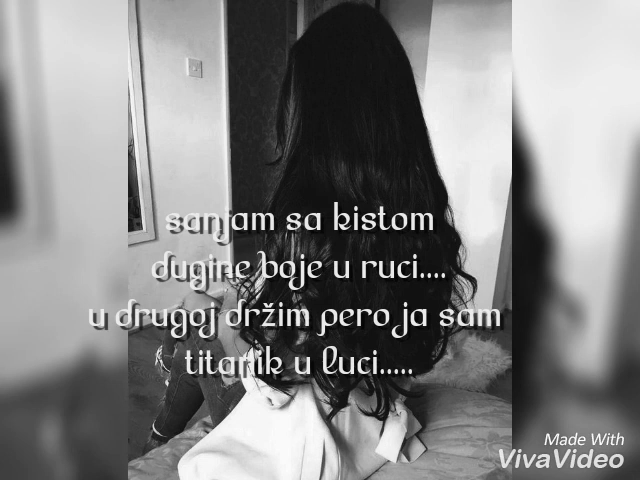 sanjam sa kistom
dugine boje u ruci....
u drugoj držim pero ja sam
titanik u luci.....
Made With
VivaVideo